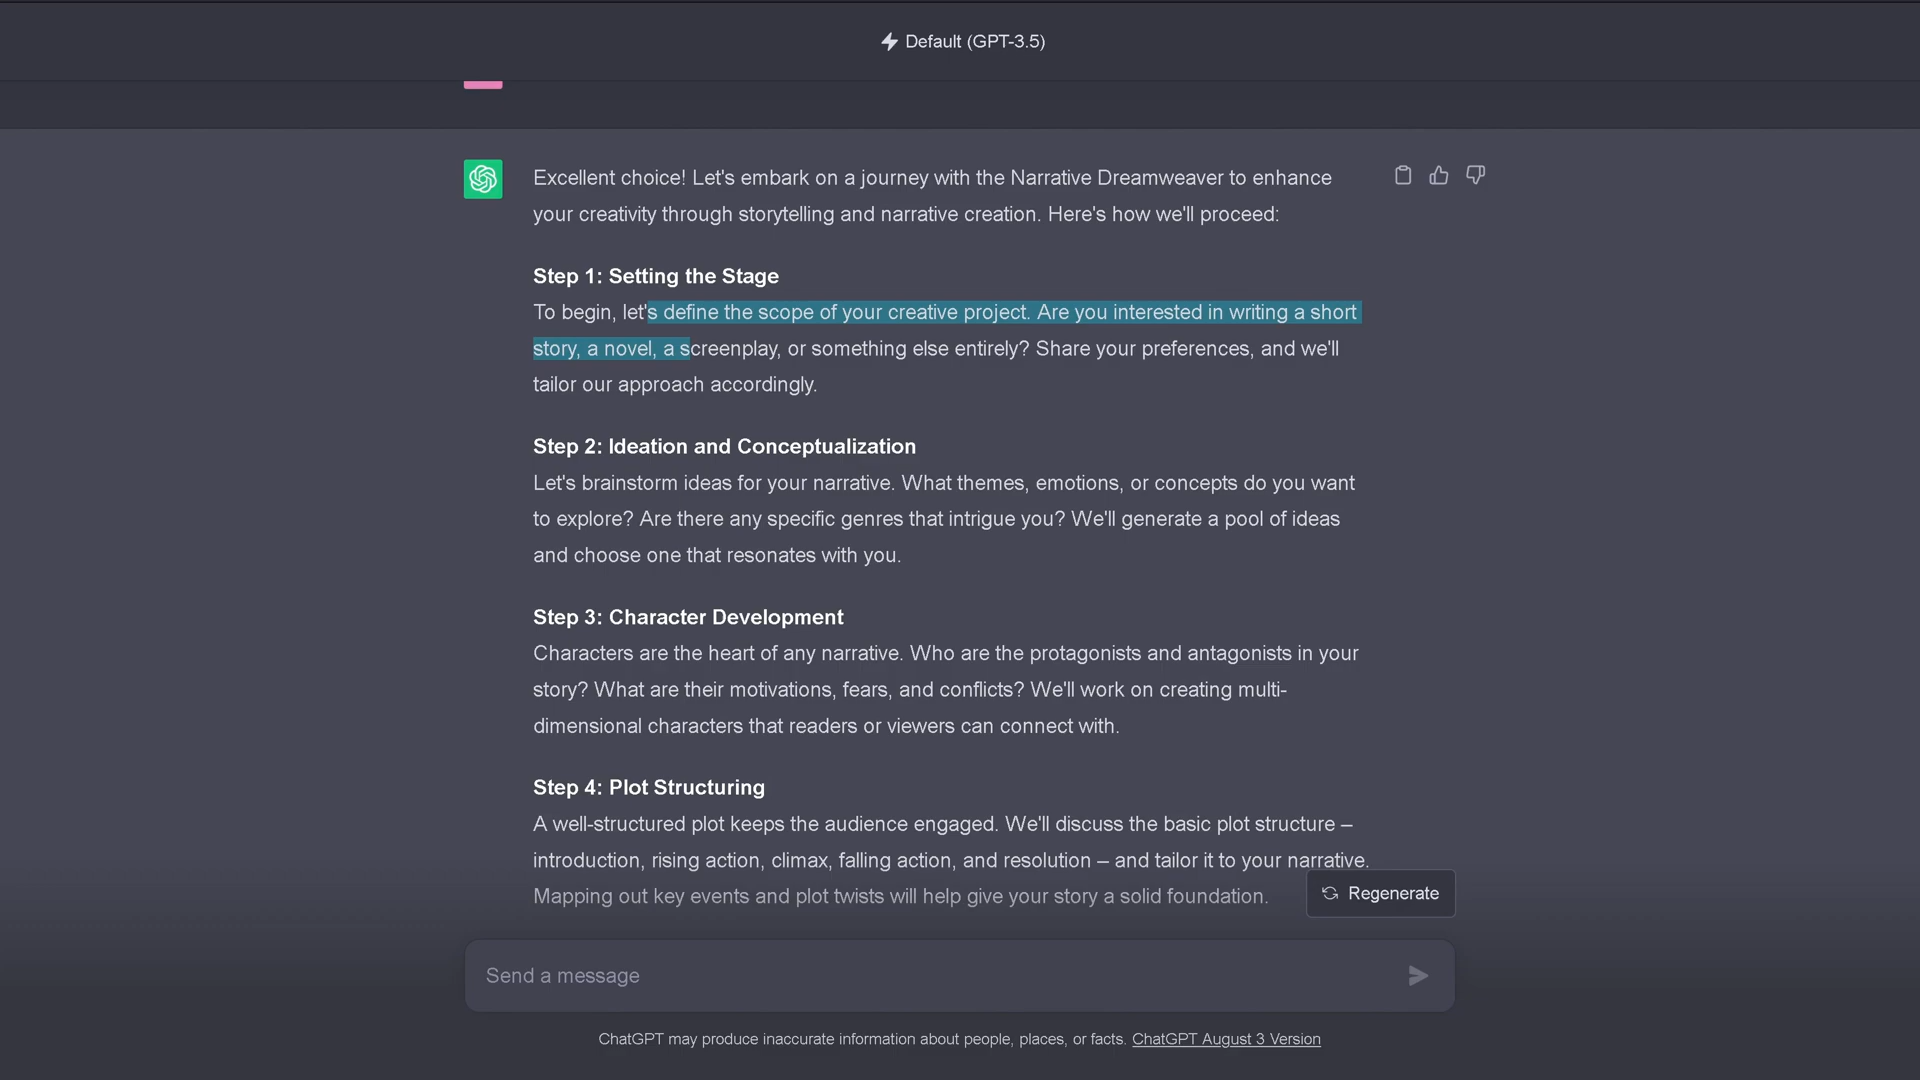 Default (GPT-3.5)
Excellent choice! Let's embark on a journey with the Narrative Dreamweaver to enhance
your creativity through storytelling and narrative creation. Here's how we'll proceed:
Step 1: Setting the Stage
To begin, let's define the scope of your creative project. Are you interested in writing a short
story, a novel, a screenplay, or something else entirely? Share your preferences, and we'll
tailor our approach accordingly.
Step 2: Ideation and Conceptualization
Let's brainstorm ideas for your narrative. What themes, emotions, or concepts do you want
to explore? Are there any specific genres that intrigue you? We'll generate a pool of ideas
and choose one that resonates with you.
Step 3: Character Development
Characters are the heart of any narrative. Who are the protagonists and antagonists in your
story? What are their motivations, fears, and conflicts? We'll work on creating multi-
dimensional characters that readers or viewers can connect with.
Step 4: Plot Structuring
A well-structured plot keeps the audience engaged. We'll discuss the basic plot structure –
introduction, rising action, climax, falling action, and resolution – and tailor it to your narrative.
Mapping out key events and plot twists will help give your story a solid foundation.
Regenerate
Send a message
ChatGPT may produce inaccurate information about people, places, or facts. ChatGPT August 3 Version